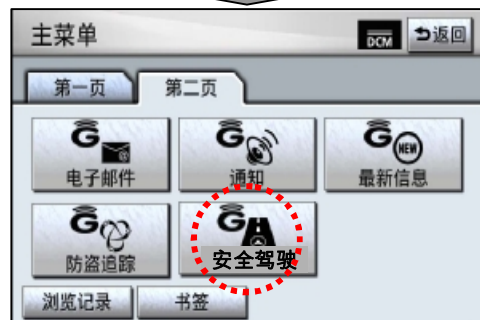 主菜单 DCM 返回
第一页 第二页
G G G NEW
电子邮件 通知 最新信息
G G
防盗追踪 安全驾驶
浏览记录 书签